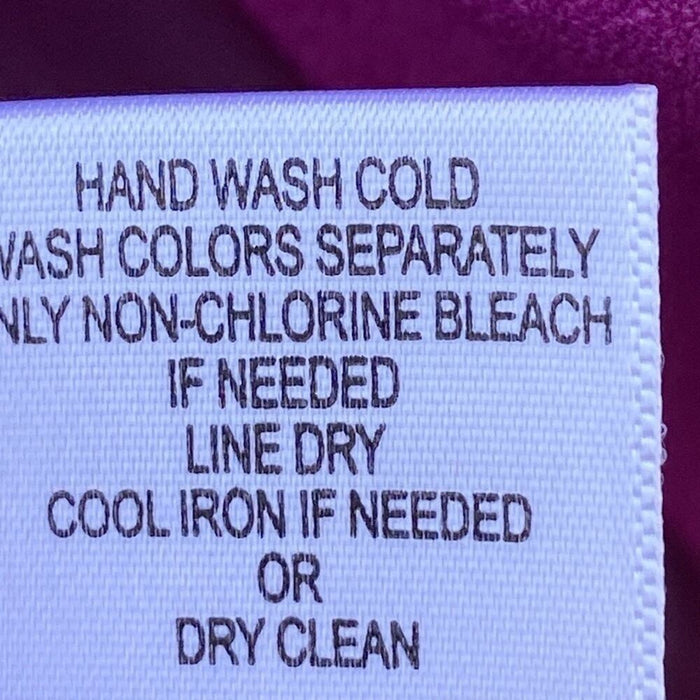 HAND WASH COLD
WASH COLORS SEPARATELY
ONLY NON-CHLORINE BLEACH
IF NEEDED
LINE DRY
COOL IRON IF NEEDED
OR
DRY CLEAN